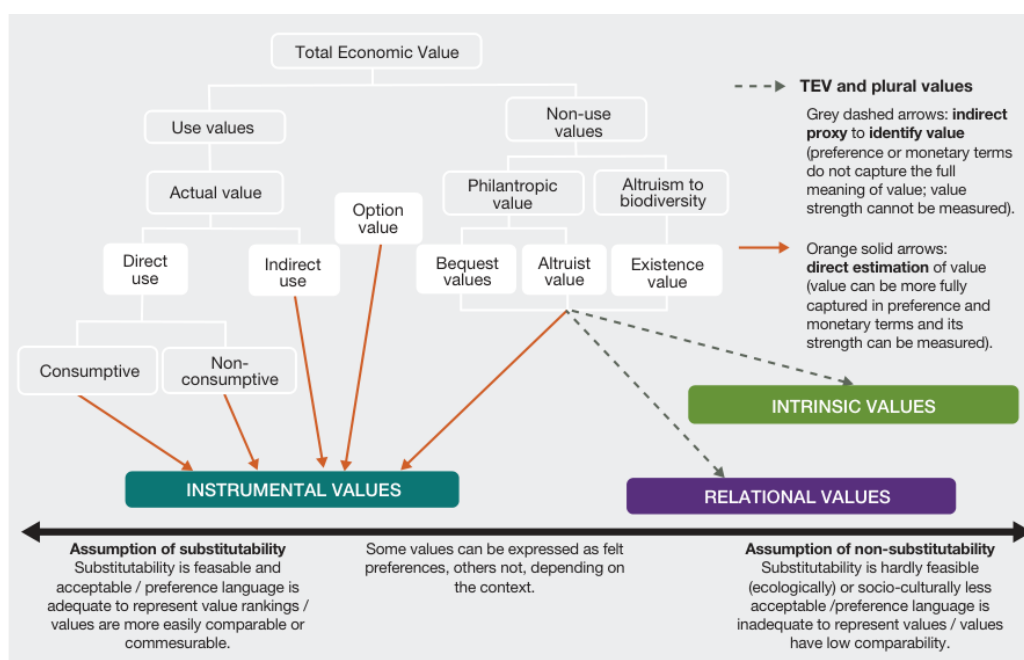 Total Economic Value
Use values
Non-use
values
Actual value
Option
value
Philantropic
value
Altruism to
biodiversity
Direct
use
Indirect
use
Bequest
values
Altruist
value
Existence
value
Consumptive
Non-
consumptive
TEV and plural values
Grey dashed arrows: indirect
proxy to identify value
(preference or monetary terms
do not capture the full
meaning of value; value
strength cannot be measured).
Orange solid arrows:
direct estimation of value
(value can be more fully
captured in preference and
monetary terms and its
strength can be measured).
INTRINSIC VALUES
INSTRUMENTAL VALUES
RELATIONAL VALUES
Assumption of substitutability
Substitutability is feasable and
acceptable / preference language is
adequate to represent value rankings /
values are more easily comparable or
commesurable.
Some values can be expressed as felt
preferences, others not, depending on
the context.
Assumption of non-substitutability
Substitutability is hardly feasible
(ecologically) or socio-culturally less
acceptable /preference language is
inadequate to represent values / values
have low comparability.